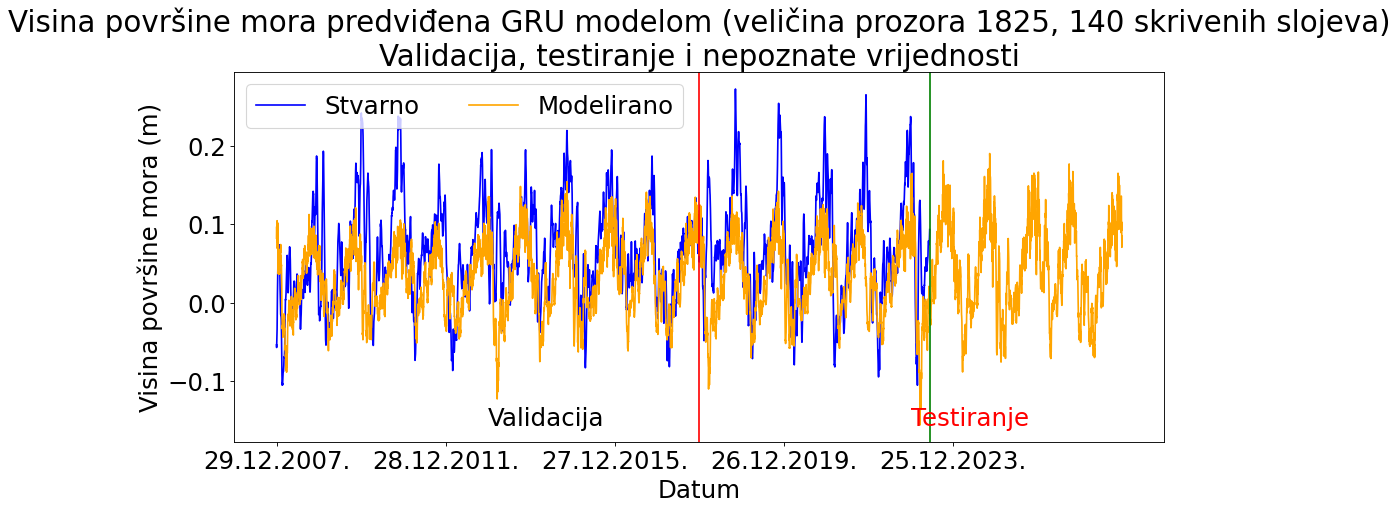 Visina površine mora predviđena GRU modelom (veličina prozora 1825, 140 skrivenih slojeva)
Validacija, testiranje i nepoznate vrijednosti
Stvarno
Modelirano
Visina površine mora (m)
0.2
0.1
0.0
−0.1
Validacija
Testiranje
29.12.2007.
28.12.2011.
27.12.2015.
26.12.2019.
25.12.2023.
Datum